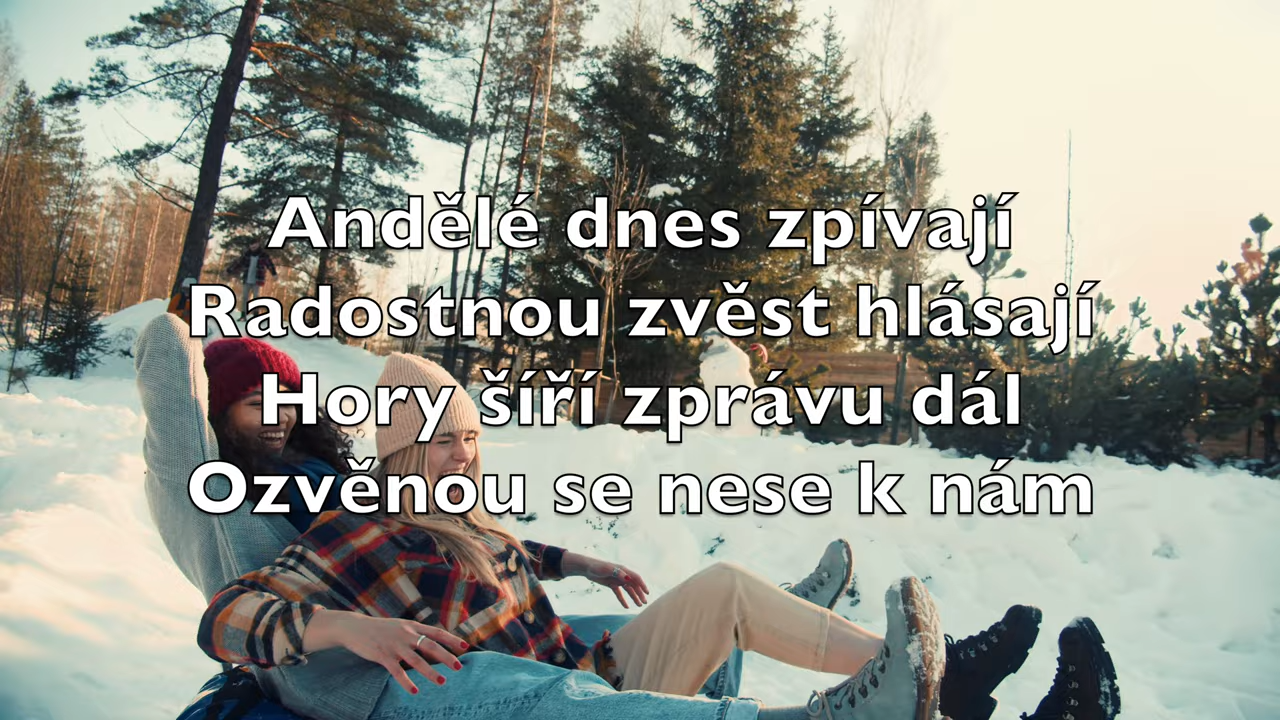 Andělé dnes zpívají
Radostnou zvěst hlásají
Hory šíří zprávu dál
Ozvěnou se nese k nám